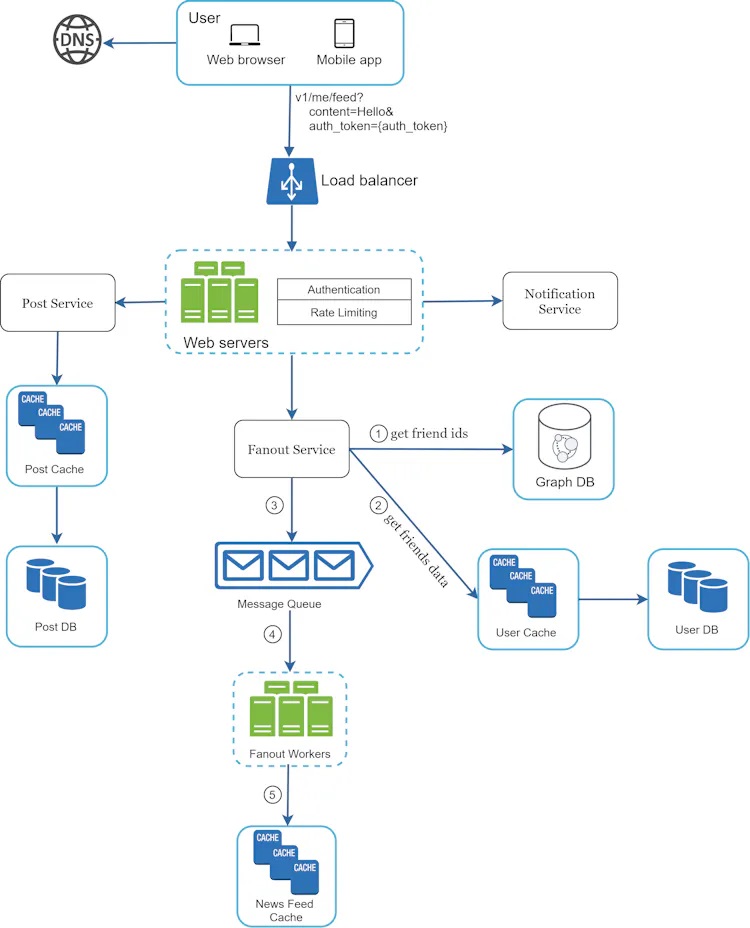 User
DNS
Web browser
Mobile app
v1/me/feed?
content=Hello&
auth_token={auth_token}
Load balancer
Post Service
Authentication
Rate Limiting
Web servers
Notification
Service
CACHE
CACHE
CACHE
Post Cache
Fanout Service
1 get friend ids
Graph DB
2 get friends data
3
Post DB
Message Queue
CACHE
CACHE
CACHE
User Cache
User DB
4
Fanout Workers
5
CACHE
CACHE
CACHE
News Feed
Cache